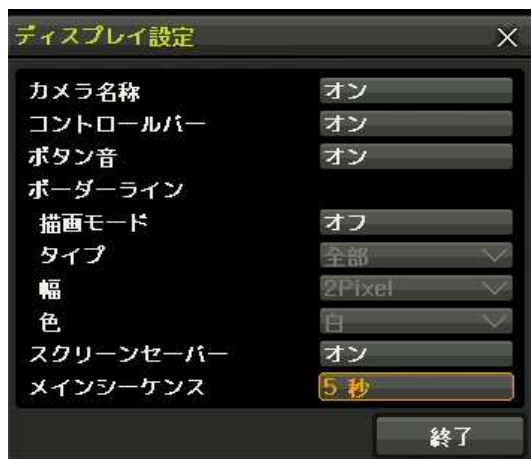 ディスプレイ設定
カメラ名称 オン
コントロールバー オン
ボタン音 オン
ボーダーライン
描画モード オフ
タイプ 全部
幅 2Pixel
色 白
スクリーンセーバー オン
メインシーケンス 5 秒
終了